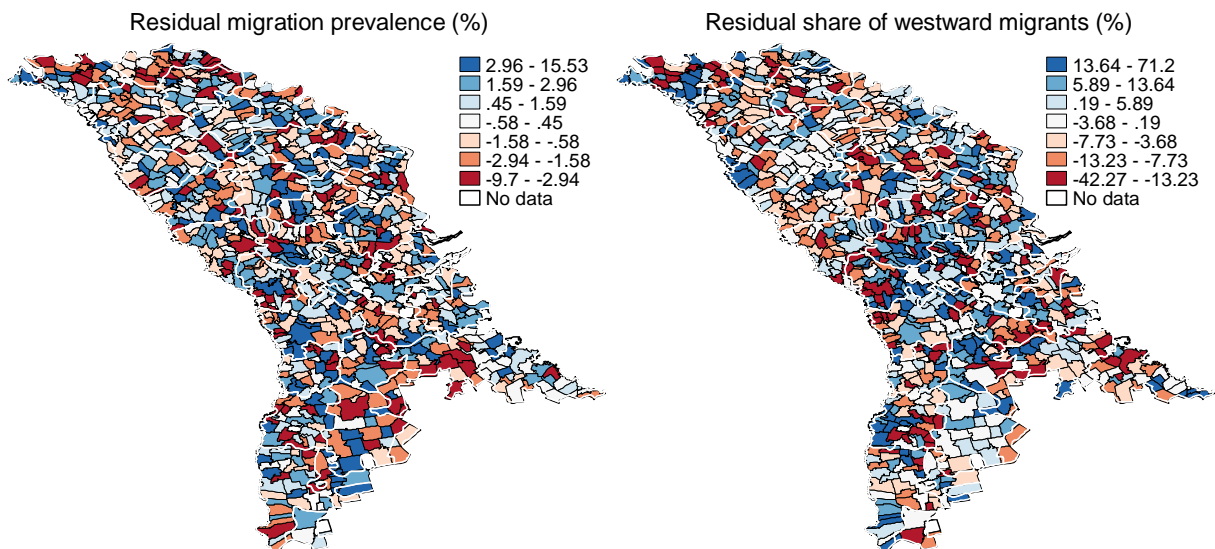 Residual migration prevalence (%)
2.96 - 15.53
1.59 - 2.96
.45 - 1.59
-.58 - .45
-1.58 - -.58
-2.94 - -1.58
-9.7 - -2.94
No data
Residual share of westward migrants (%)
13.64 - 71.2
5.89 - 13.64
.19 - 5.89
-3.68 - .19
-7.73 - -3.68
-13.23 - -7.73
-42.27 - -13.23
No data